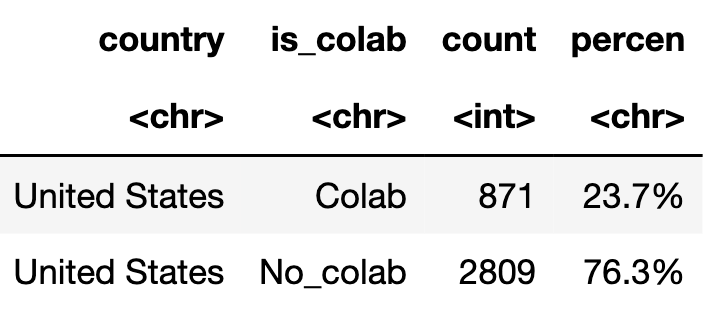 country is_colab count percen
<chr> <chr> <int> <chr>
United States Colab 871 23.7%
United States No_colab 2809 76.3%